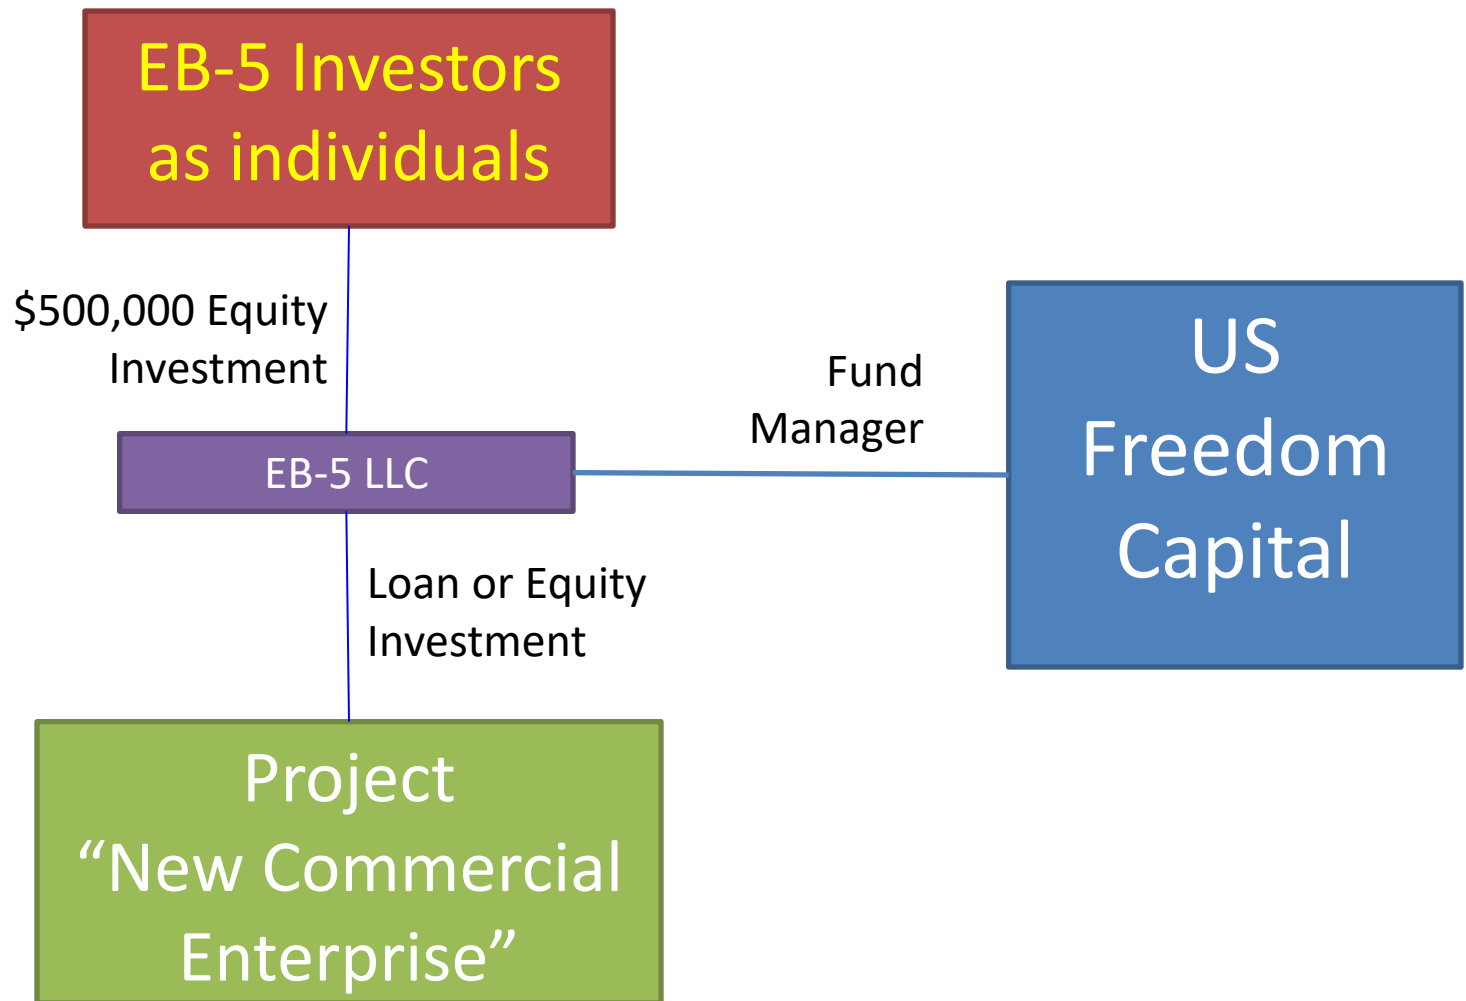 EB-5 Investors
as individuals
$500,000 Equity
Investment
Fund
Manager
US
Freedom
Capital
EB-5 LLC
Loan or Equity
Investment
Project
“New Commercial
Enterprise”